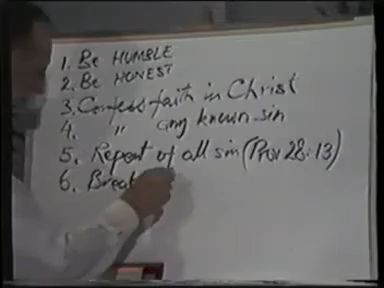 1. Be HUMBLE
2. Be HONEST
3. Confess faith in Christ
4. " any known sin
5. Repent of all sin (Prov 28:13)
6. Brea